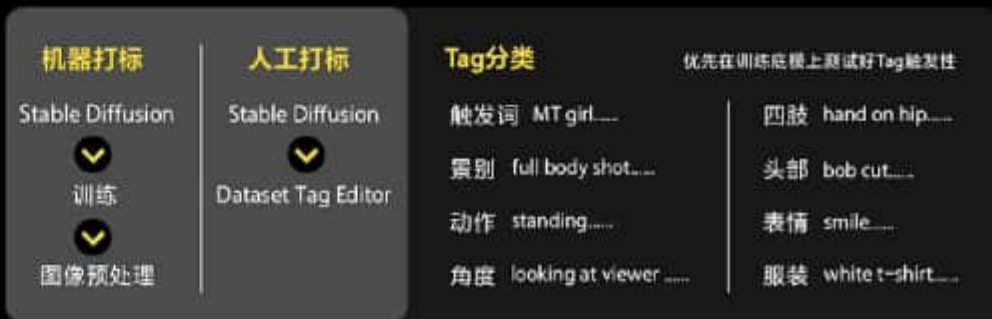 机器打标
Stable Diffusion
训练
图像预处理
人工打标
Stable Diffusion
Dataset Tag Editor
Tag分类
优先在训练底模上测试好Tag触发性
触发词 MT girl......
景别 full body shot......
动作 standing......
角度 looking at viewer ......
四肢 hand on hip......
头部 bob cut......
表情 smile......
服装 white t-shirt......